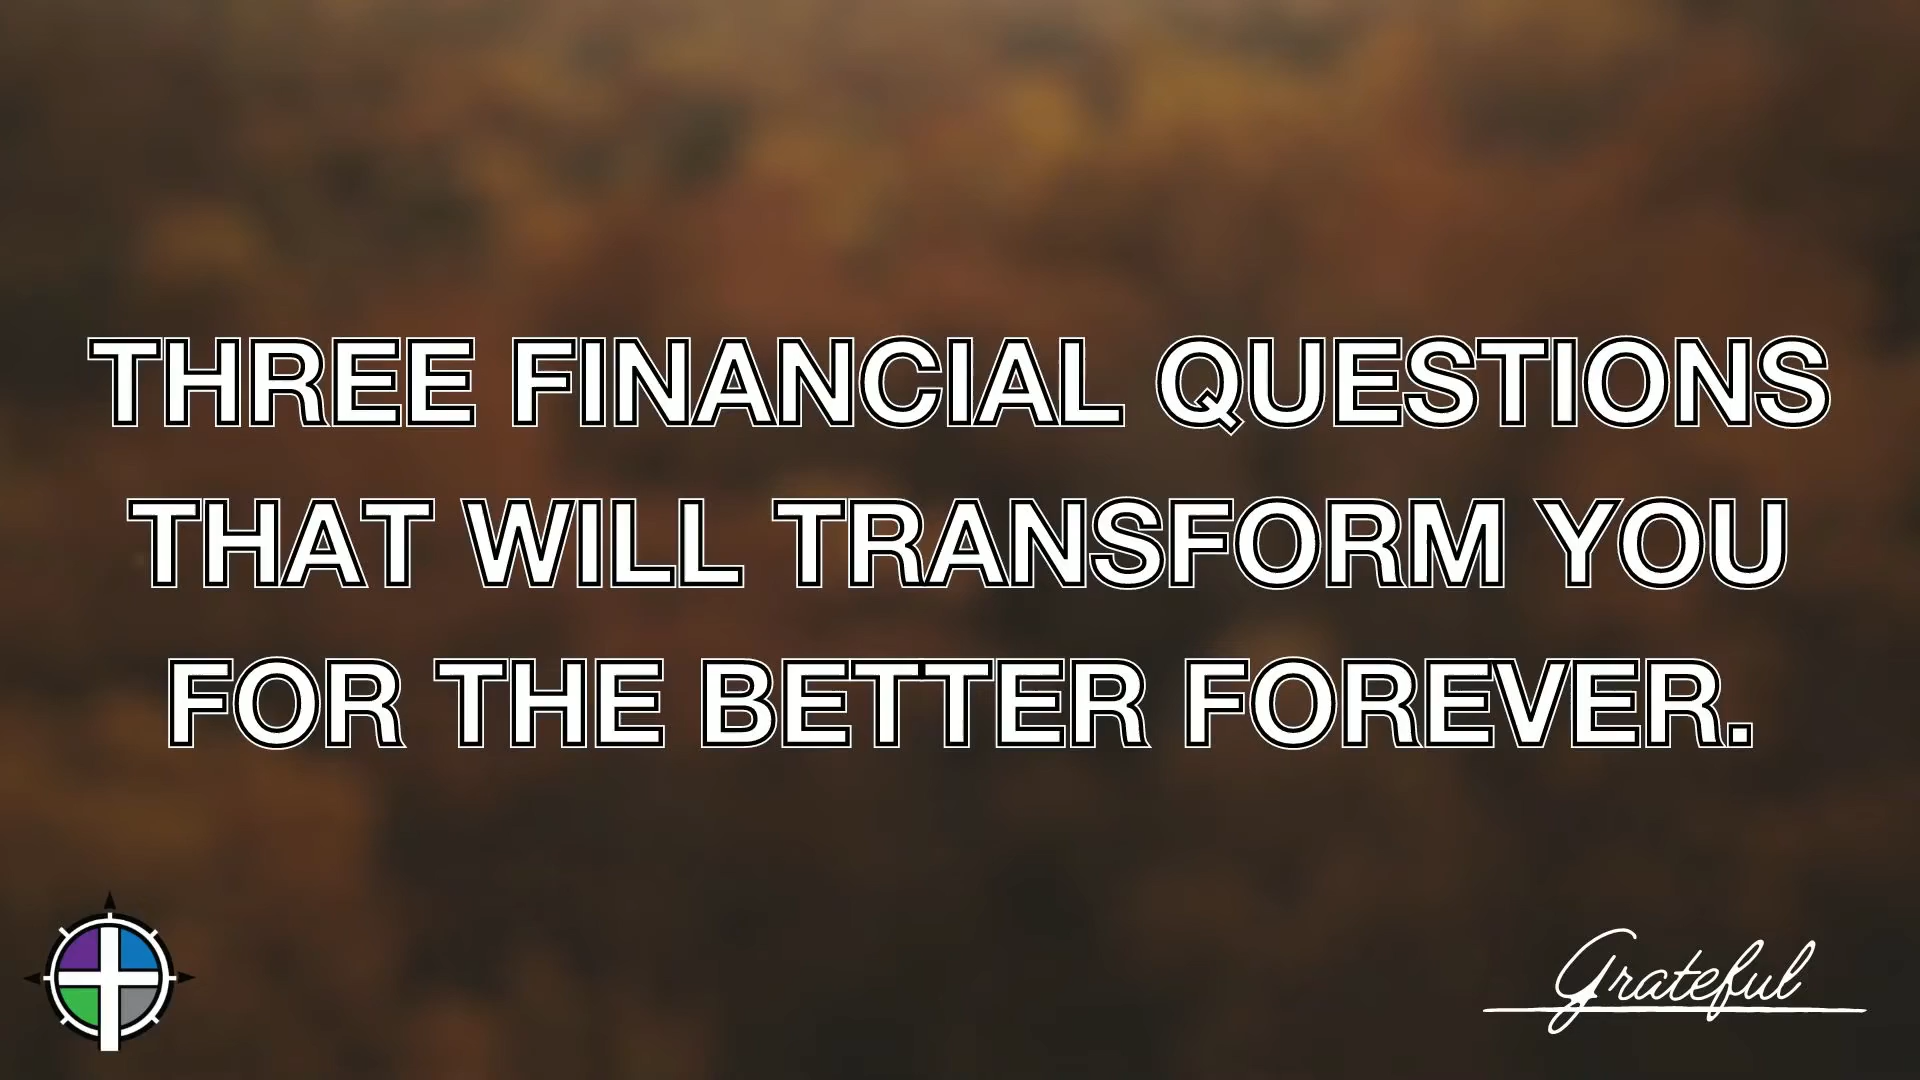 THREE FINANCIAL QUESTIONS
THAT WILL TRANSFORM YOU
FOR THE BETTER FOREVER.
Grateful